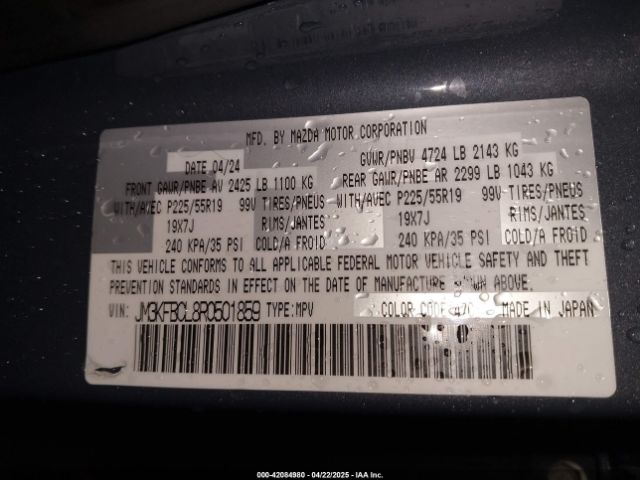 MFD. BY MAZDA MOTOR CORPORATION
DATE 04/24 GVWR/PNBV 4724 LB 2143 KG
FRONT GAWR/PNBE AV 2425 LB 1100 KG REAR GAWR/PNBE AR 2299 LB 1043 KG
WITH/AVEC P225/55R19 99V TIRES/PNEUS WITH/AVEC P225/55R19 99V TIRES/PNEUS
19X7J RIMS/JANTES 19X7J RIMS/JANTES
240 KPA/35 PSI COLD/A FROID 240 KPA/35 PSI COLD/A FROID
THIS VEHICLE CONFORMS TO ALL APPLICABLE FEDERAL MOTOR VEHICLE SAFETY AND THEFT
PREVENTION STANDARDS IN EFFECT ON THE DATE OF MANUFACTURE SHOWN ABOVE.
VIN: JM3KFBCL8R0501859 TYPE:MPV COLOR CODE:47C MADE IN JAPAN
000-42084980 - 04/22/2025 - IAA Inc.